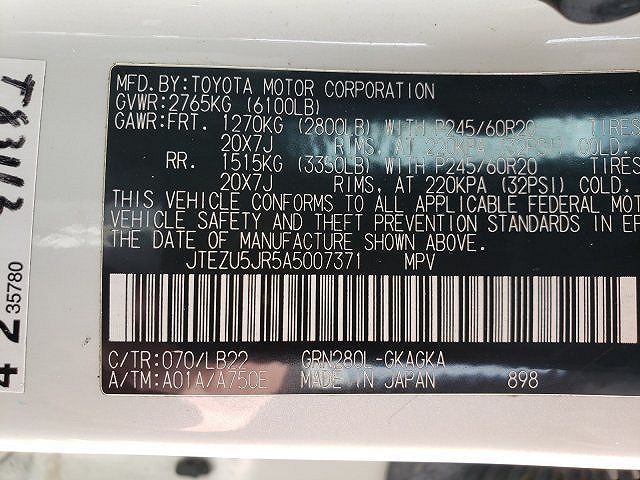 MFD.BY:TOYOTA MOTOR CORPORATION
GVWR:2765KG (6100LB)
GAWR:FRT. 1270KG (2800LB) WITH P245/60R20 TIRES
20X7J RIMS, AT 220KPA (32PSI) COLD.
RR. 1515KG (3350LB) WITH P245/60R20 TIRES
20X7J RIMS, AT 220KPA (32PSI) COLD.
THIS VEHICLE CONFORMS TO ALL APPLICABLE FEDERAL MOT
VEHICLE SAFETY AND THEFT PREVENTION STANDARDS IN EF
THE DATE OF MANUFACTURE SHOWN ABOVE.
JTEZU5JR5A5007371 MPV
C/TR:070/LB22 GRN280L-GKAGKA
A/TM:A01A/A750E MADE IN JAPAN 898
4 2 35780